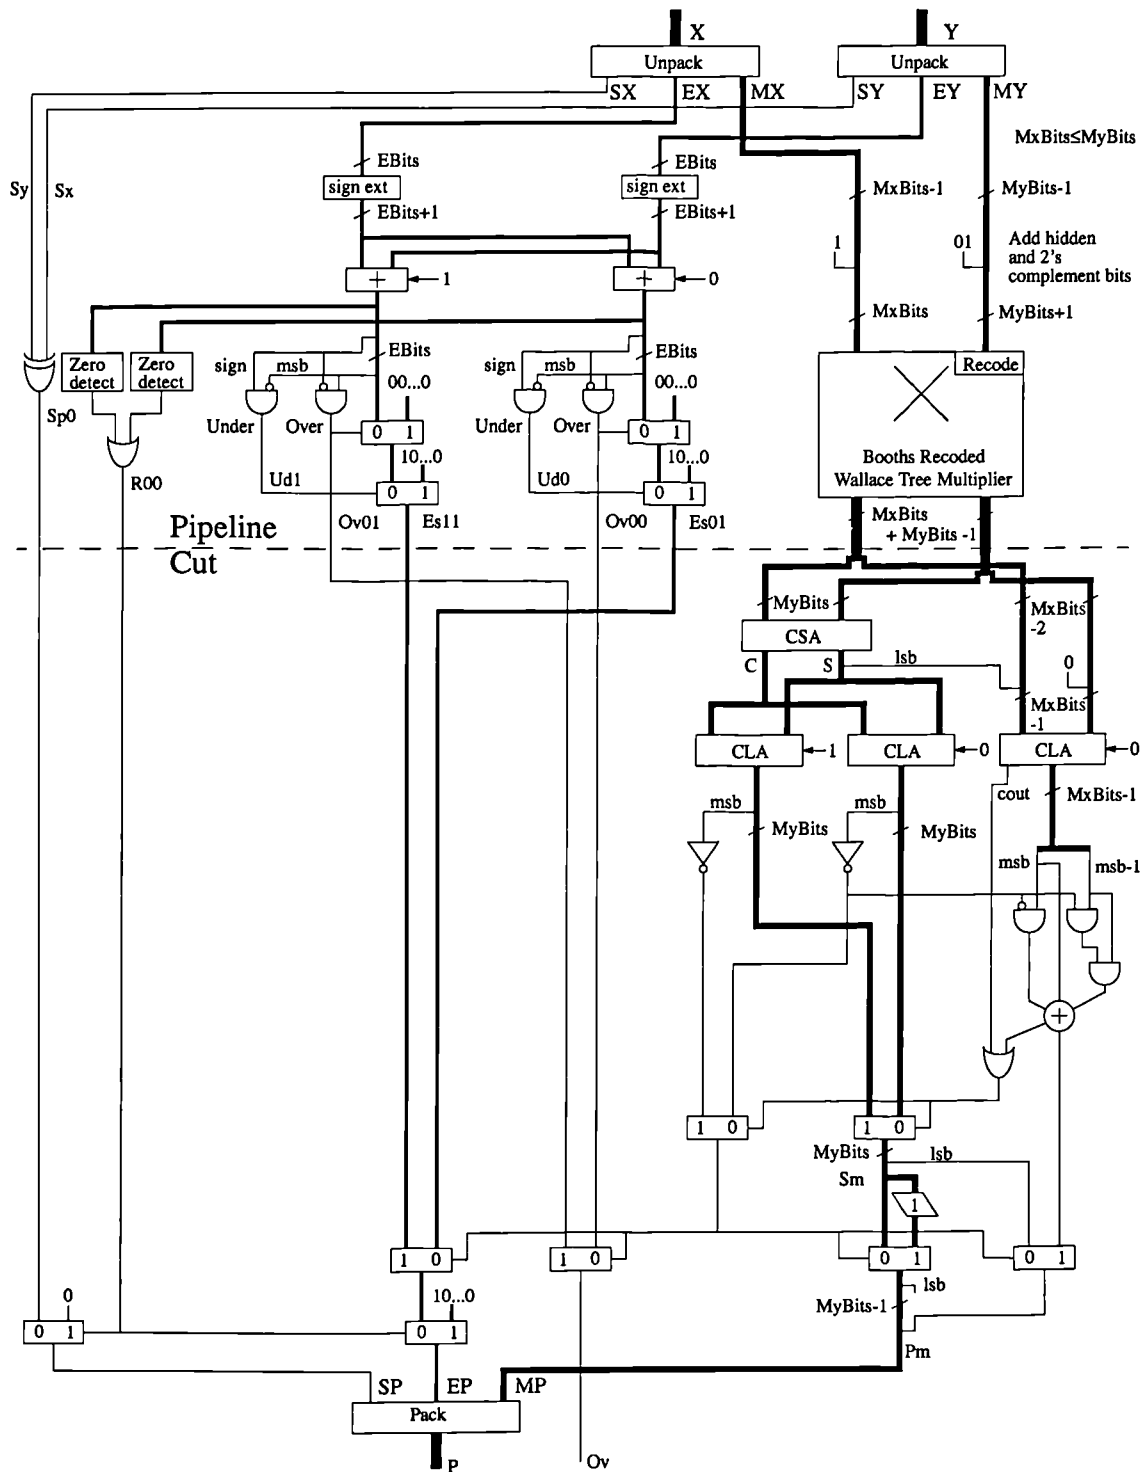 X
Y
Unpack
Unpack
SX
EX
MX
SY
EY
MY
MxBits≤MyBits
EBits
EBits
Sy
Sx
sign ext
sign ext
MxBits-1
MyBits-1
EBits+1
EBits+1
1
01
Add hidden
and 2's
complement bits
+
1
+
0
MxBits
MyBits+1
Zero
detect
Zero
detect
sign
msb
EBits
00...0
sign
msb
EBits
00...0
Recode
Sp0
Under
Over
0 1
Under
Over
0 1
R00
10...0
10...0
Booths Recoded
Wallace Tree Multiplier
Ud1
0 1
Ud0
0 1
Ov01
Es11
Ov00
Es01
MxBits
+ MyBits -1
Pipeline
Cut
MyBits
MxBits
-2
CSA
C
S
lsb
0
MxBits
-1
CLA
1
CLA
0
CLA
0
cout
MxBits-1
msb
msb
MyBits
MyBits
msb
msb-1
+
1 0
1 0
MyBits
lsb
Sm
1
1 0
1 0
0 1
0 1
lsb
0
10...0
MyBits-1
0 1
0 1
Pm
SP
EP
MP
Pack
P
Ov